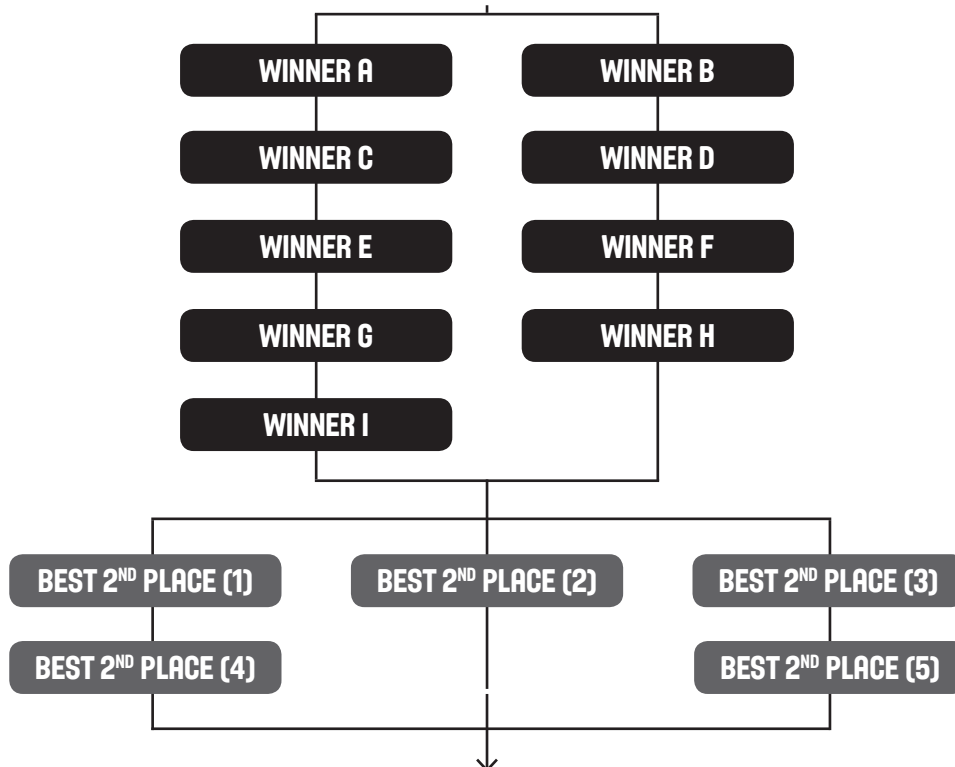 WINNER A
WINNER B
WINNER C
WINNER D
WINNER E
WINNER F
WINNER G
WINNER H
WINNER I
BEST 2ND PLACE (1)
BEST 2ND PLACE (2)
BEST 2ND PLACE (3)
BEST 2ND PLACE (4)
BEST 2ND PLACE (5)